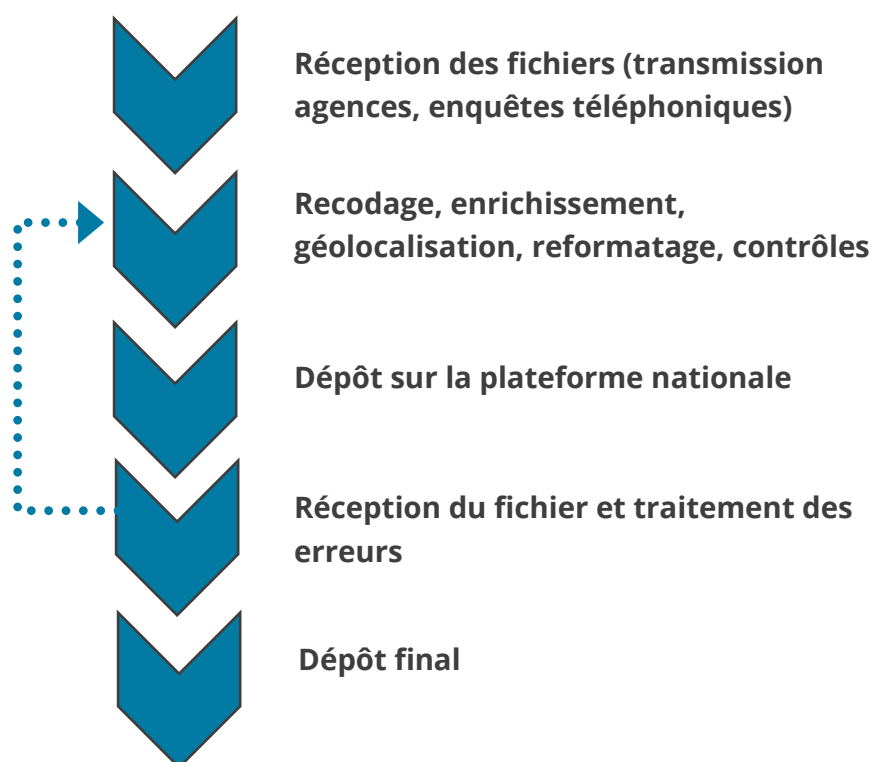 Réception des fichiers (transmission
agences, enquêtes téléphoniques)
Recodage, enrichissement,
géolocalisation, reformatage, contrôles
Dépôt sur la plateforme nationale
Réception du fichier et traitement des
erreurs
Dépôt final